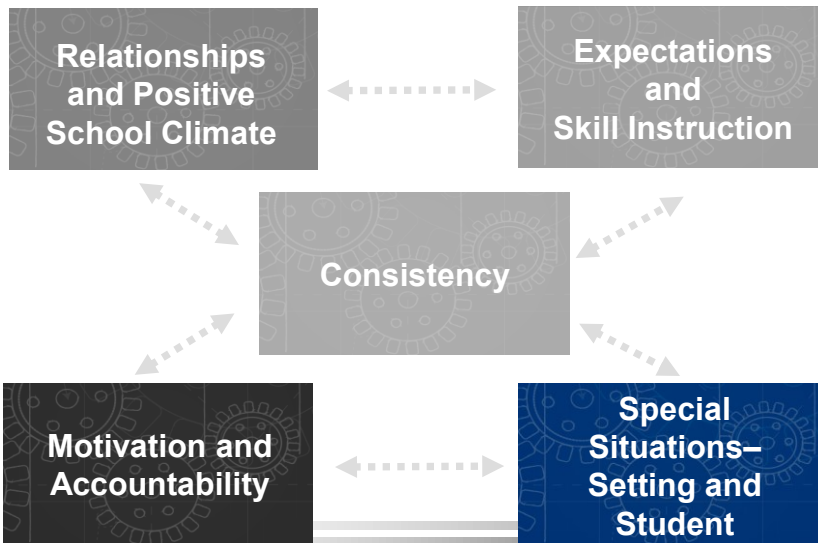 Relationships
and Positive
School Climate
Expectations
and
Skill Instruction
Consistency
Motivation and
Accountability
Special
Situations–
Setting and
Student